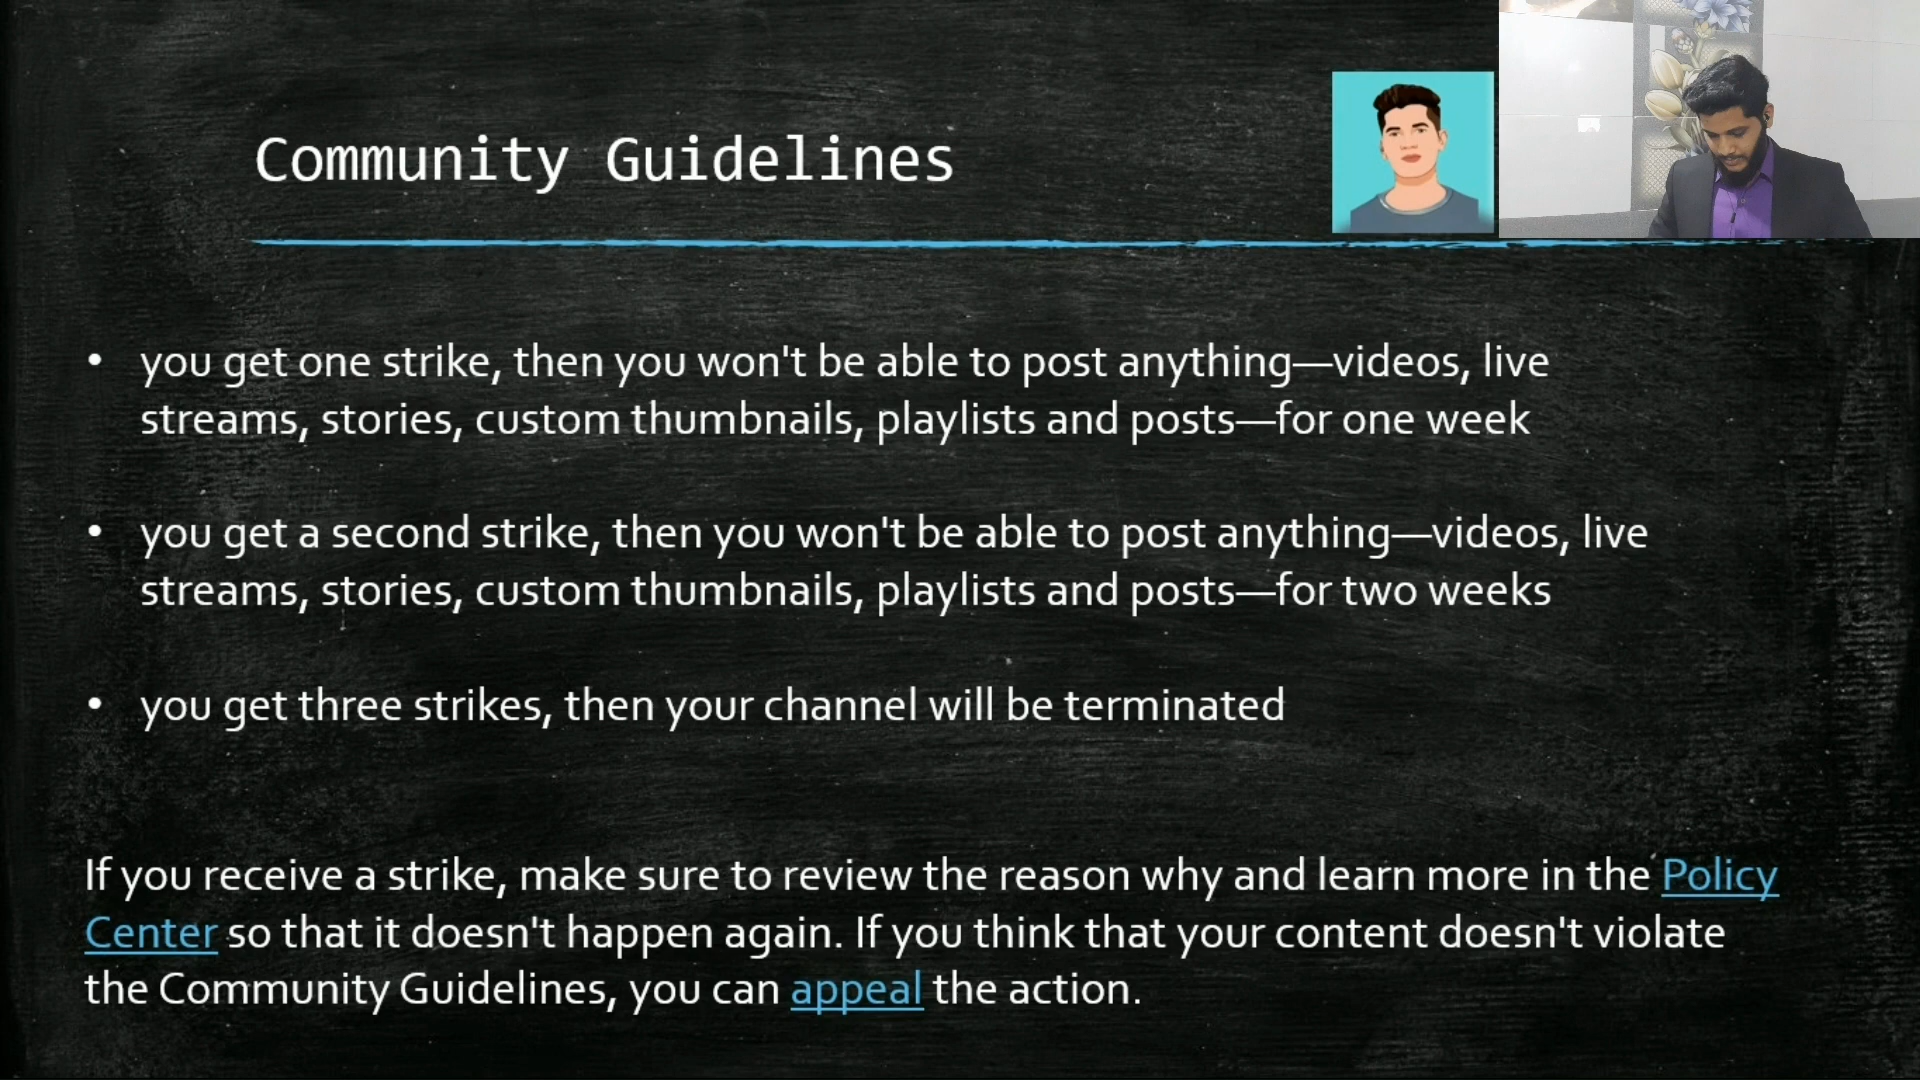 Community Guidelines
• you get one strike, then you won't be able to post anything—videos, live
streams, stories, custom thumbnails, playlists and posts—for one week
• you get a second strike, then you won't be able to post anything—videos, live
streams, stories, custom thumbnails, playlists and posts—for two weeks
• you get three strikes, then your channel will be terminated
If you receive a strike, make sure to review the reason why and learn more in the Policy
Center so that it doesn't happen again. If you think that your content doesn't violate
the Community Guidelines, you can appeal the action.